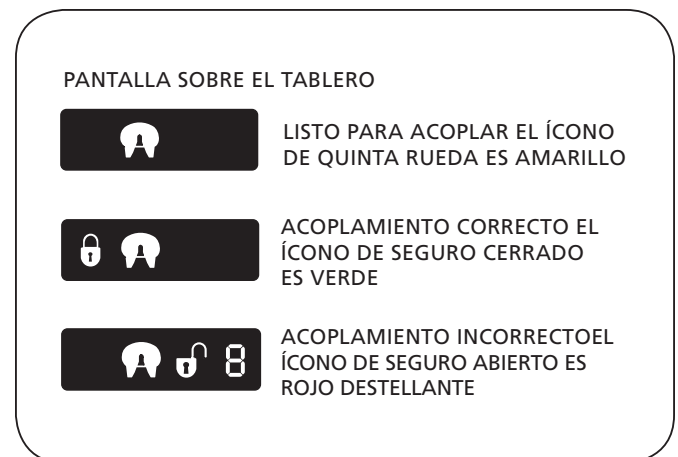 PANTALLA SOBRE EL TABLERO
LISTO PARA ACOPLAR EL ÍCONO
DE QUINTA RUEDA ES AMARILLO
ACOPLAMIENTO CORRECTO EL
ÍCONO DE SEGURO CERRADO
ES VERDE
8
ACOPLAMIENTO INCORRECTOEL
ÍCONO DE SEGURO ABIERTO ES
ROJO DESTELLANTE